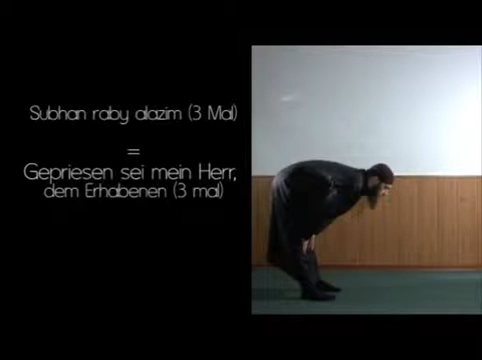 Subhan raby alazim (3 Mal)
=
Gepriesen sei mein Herr,
dem Erhabenen (3 mal)